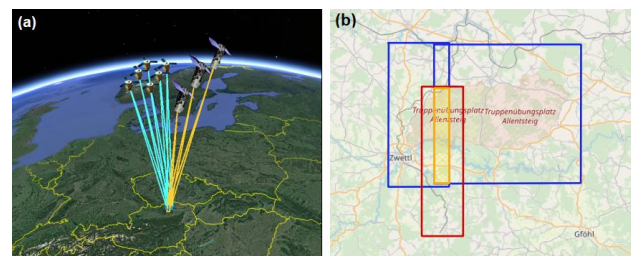 (a)
(b)
Truppenübungsplatz
Allentsteig
Truppenübungsplatz
Allentsteig
Zwettl
Gföhl